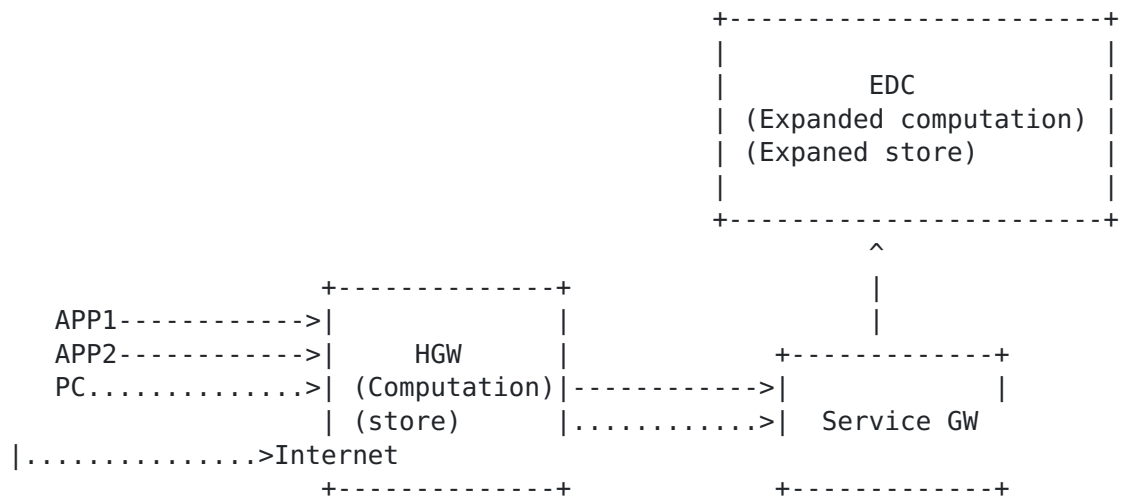 +------------------------+
|                        |
|         EDC            |
| (Expanded computation) |
| (Expaned store)        |
|                        |
+------------------------+
^
+--------------+ |
APP1------------>| | |
APP2------------>| HGW | +-------------+
PC..............>| (Computation)|------------>| |
| (store) |............>| Service GW
|...............>Internet
+--------------+ +-------------+